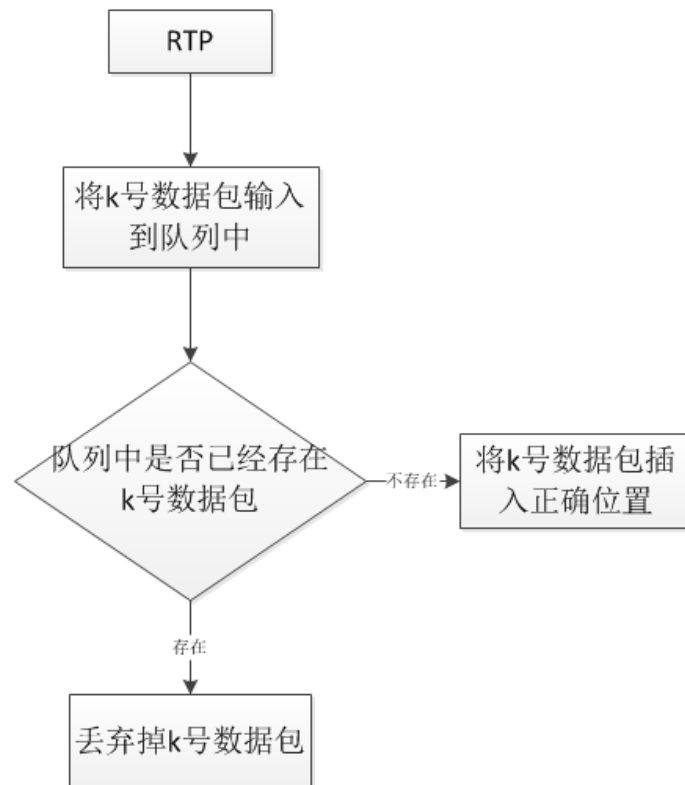 RTP
将k号数据包输入
到队列中
队列中是否已经存在
k号数据包
不存在
将k号数据包插
入正确位置
存在
丢弃掉k号数据包